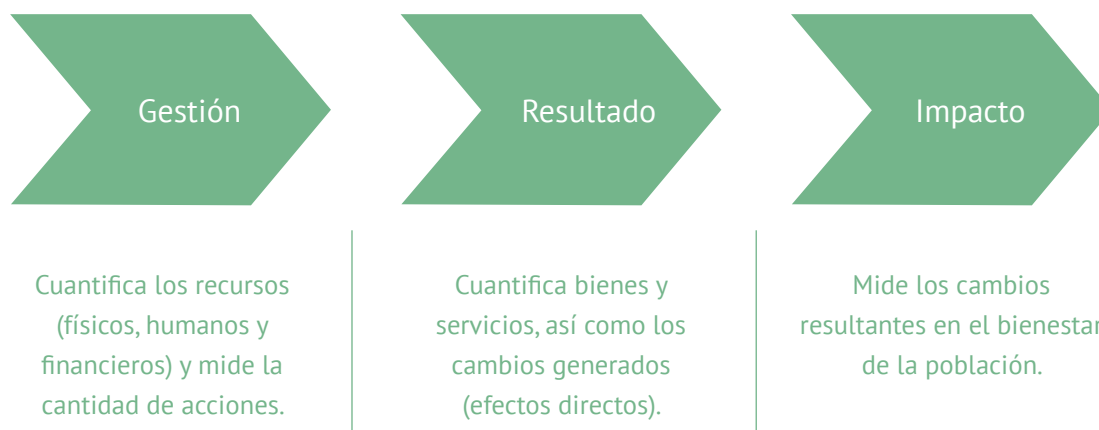 Gestión
Resultado
Impacto
Cuantifica los recursos
(físicos, humanos y
financieros) y mide la
cantidad de acciones.
Cuantifica bienes y
servicios, así como los
cambios generados
(efectos directos).
Mide los cambios
resultantes en el bienestar
de la población.